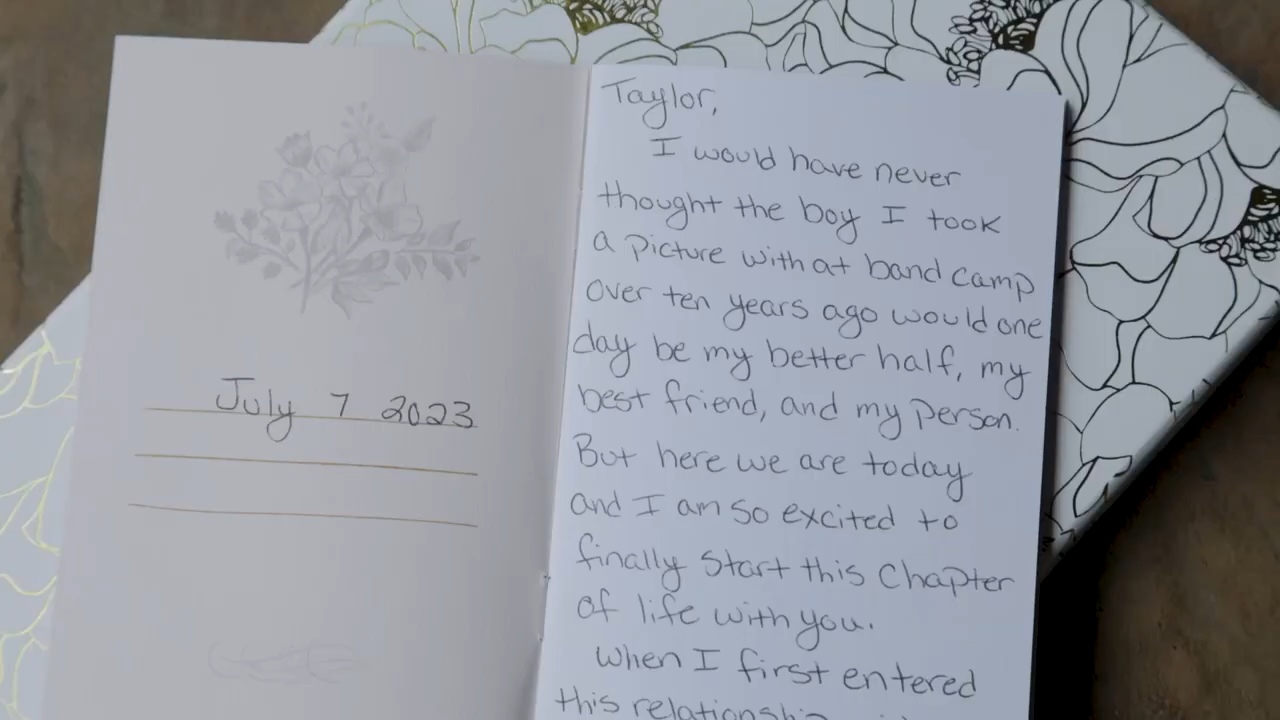 July 7 2023
Taylor,
I would have never
thought the boy I took
a picture with at band camp
over ten years ago would one
day be my better half, my
best friend, and my person.
But here we are today
and I am so excited to
finally start this chapter
of life with you.
When I first entered
this relationship